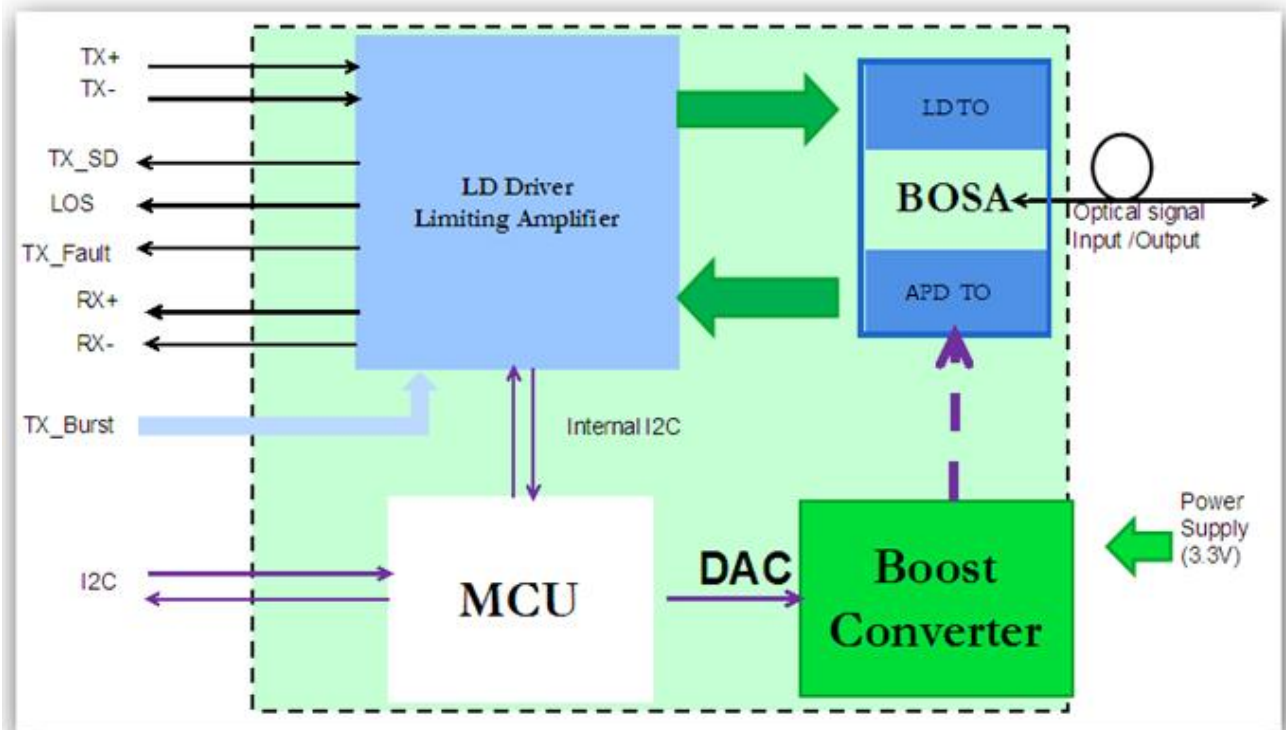 TX+
TX-
TX_SD
LOS
TX_Fault
RX+
RX-
TX_Burst
I2C
LD Driver
Limiting Amplifier
Internal I2C
MCU
DAC
LD TO
BOSA
APD TO
Optical signal
Input /Output
Boost
Converter
Power
Supply
(3.3V)